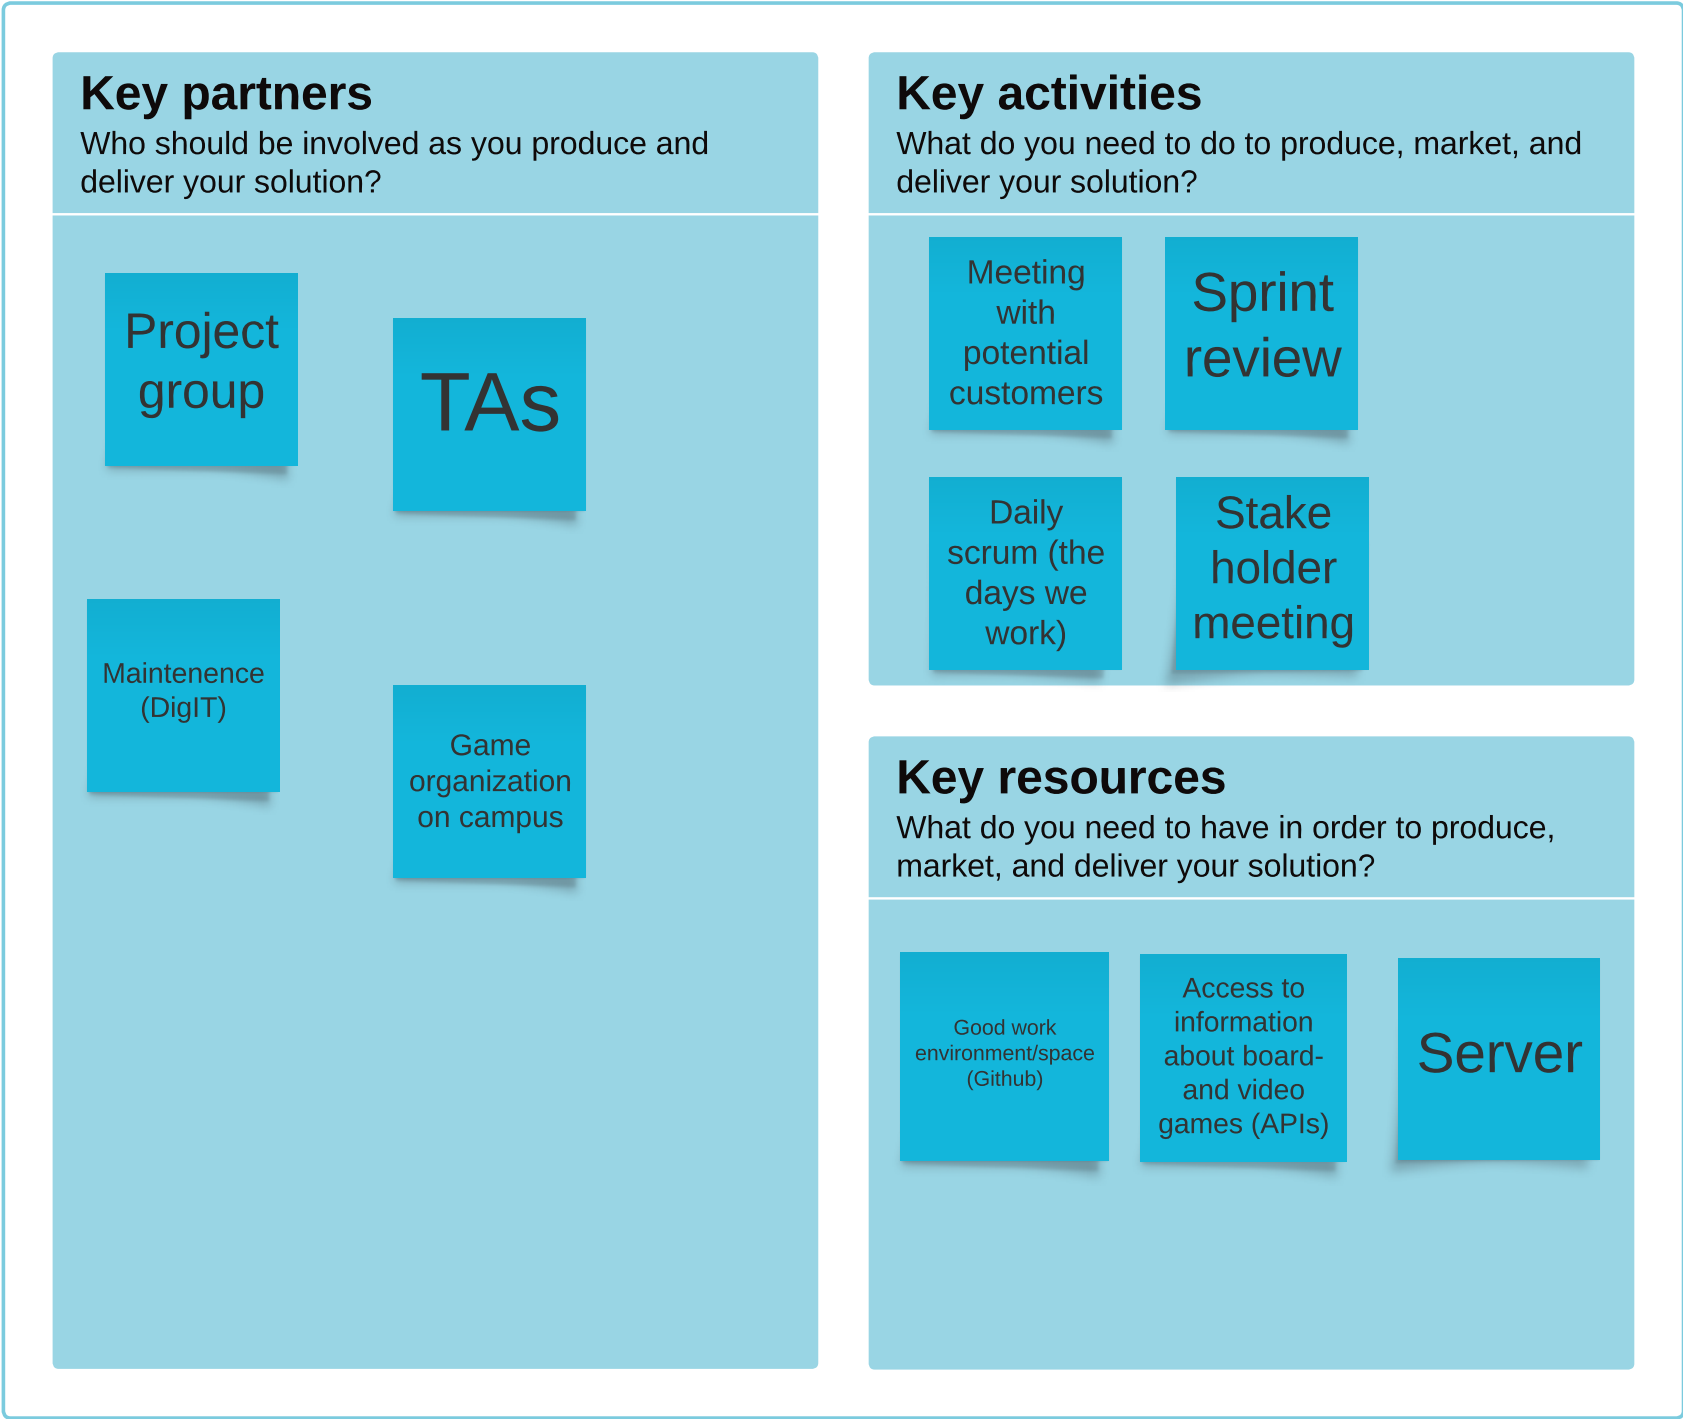 Key partners
Who should be involved as you produce and
deliver your solution?
Project
group
TAs
Maintenence
(DigIT)
Game
organization
on campus
Key activities
What do you need to do to produce, market, and
deliver your solution?
Meeting
with
potential
customers
Sprint
review
Daily
scrum (the
days we
work)
Stake
holder
meeting
Key resources
What do you need to have in order to produce,
market, and deliver your solution?
Good work
environment/space
(Github)
Access to
information
about board-
and video
games (APIs)
Server